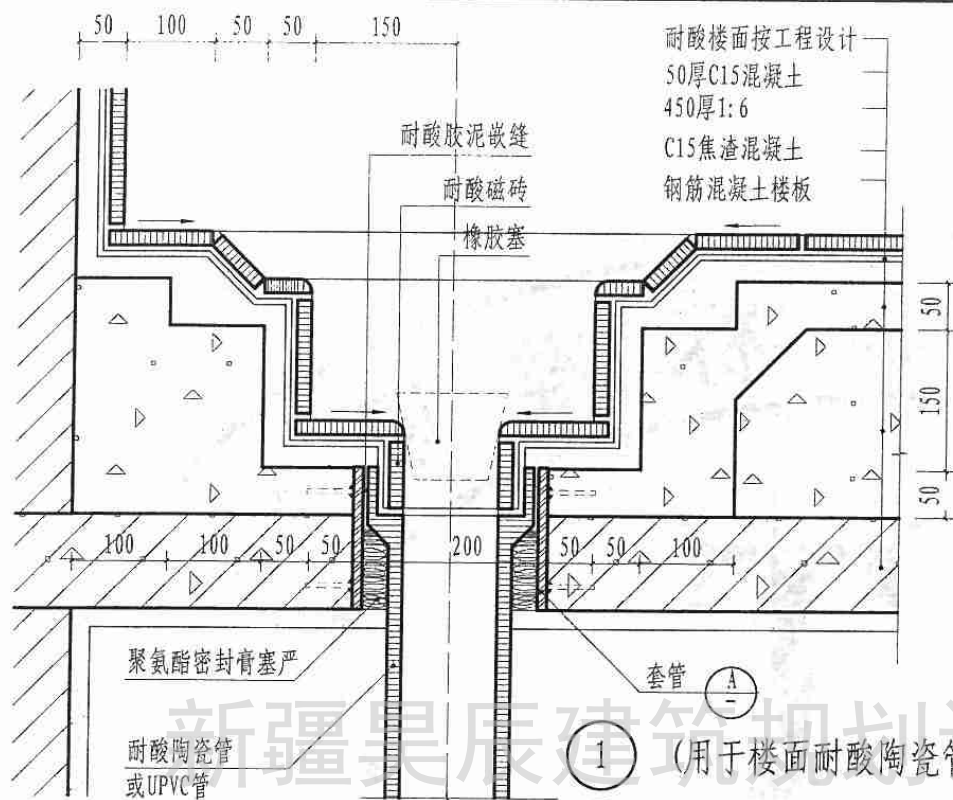 50 100 50 50 150
耐酸楼面按工程设计
50厚C15混凝土
450厚1:6
C15焦渣混凝土
钢筋混凝土楼板
耐酸胶泥嵌缝
耐酸磁砖
橡胶塞
50
150
50
100 100 50 50 200 50 50 100
聚氨酯密封膏塞严
套管
A
-
耐酸陶瓷管
或UPVC管
1 (用于楼面耐酸陶瓷管
新疆昊辰建筑规划